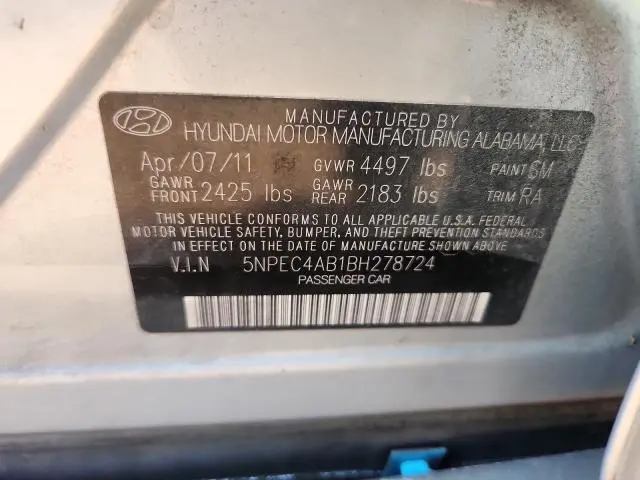 MANUFACTURED BY
HYUNDAI MOTOR MANUFACTURING ALABAMA, LLC
Apr/07/11 GVWR 4497 lbs PAINT SM
GAWR FRONT 2425 lbs GAWR REAR 2183 lbs TRIM RA
THIS VEHICLE CONFORMS TO ALL APPLICABLE U.S.A. FEDERAL
MOTOR VEHICLE SAFETY, BUMPER, AND THEFT PREVENTION STANDARDS
IN EFFECT ON THE DATE OF MANUFACTURE SHOWN ABOVE
V.I.N 5NPEC4AB1BH278724
PASSENGER CAR